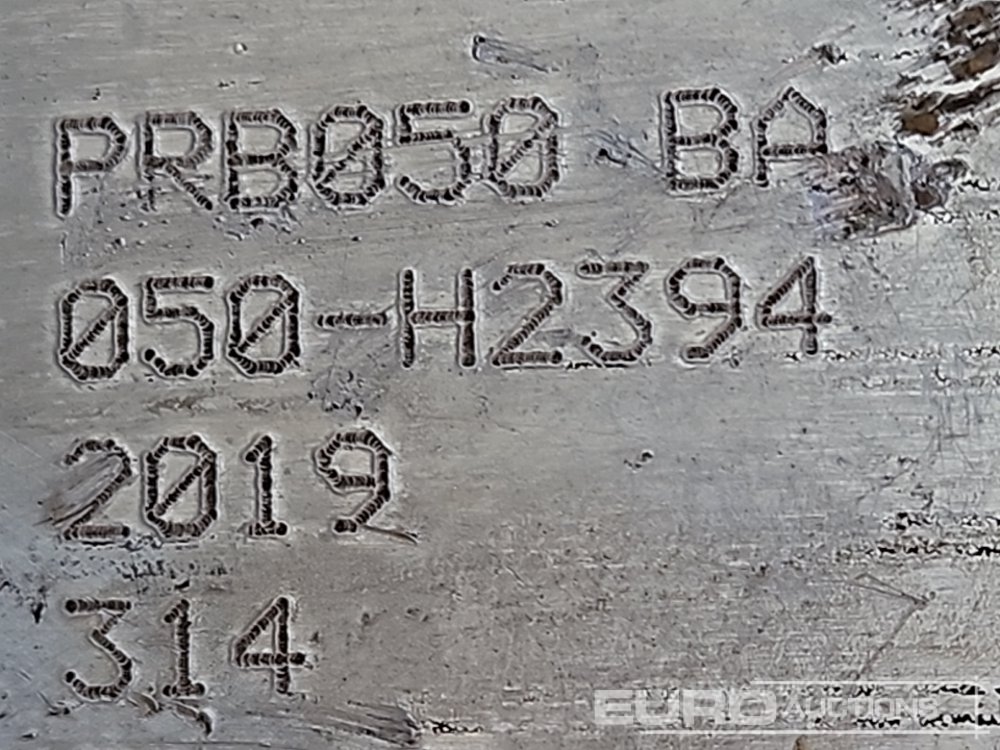 PRB050 BA
050-H2394
2019
314
EURO AUCTIONS